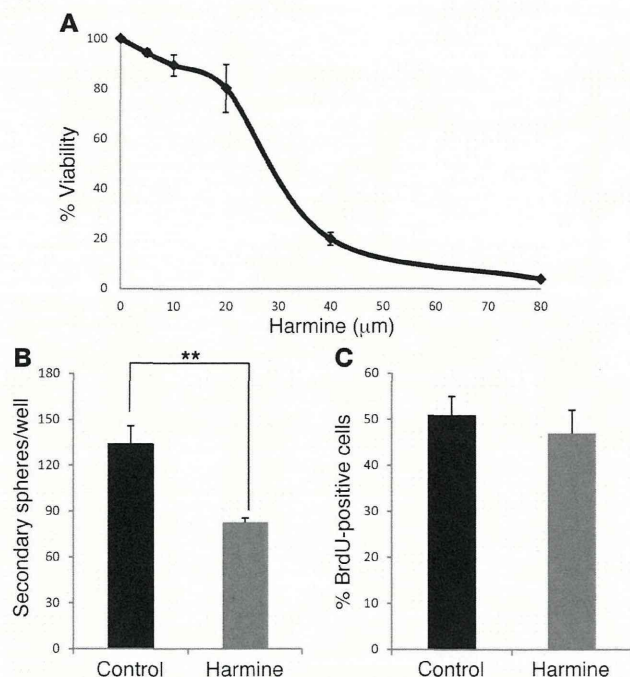 A
100
80
60
40
20
0
% Viability
0 5 10 20 30 40 50 60 70 80
Harmine (μm)
B
**
180
150
120
90
60
30
0
Secondary spheres/well
Control Harmine
C
60
50
40
30
20
10
0
% BrdU-positive cells
Control Harmine